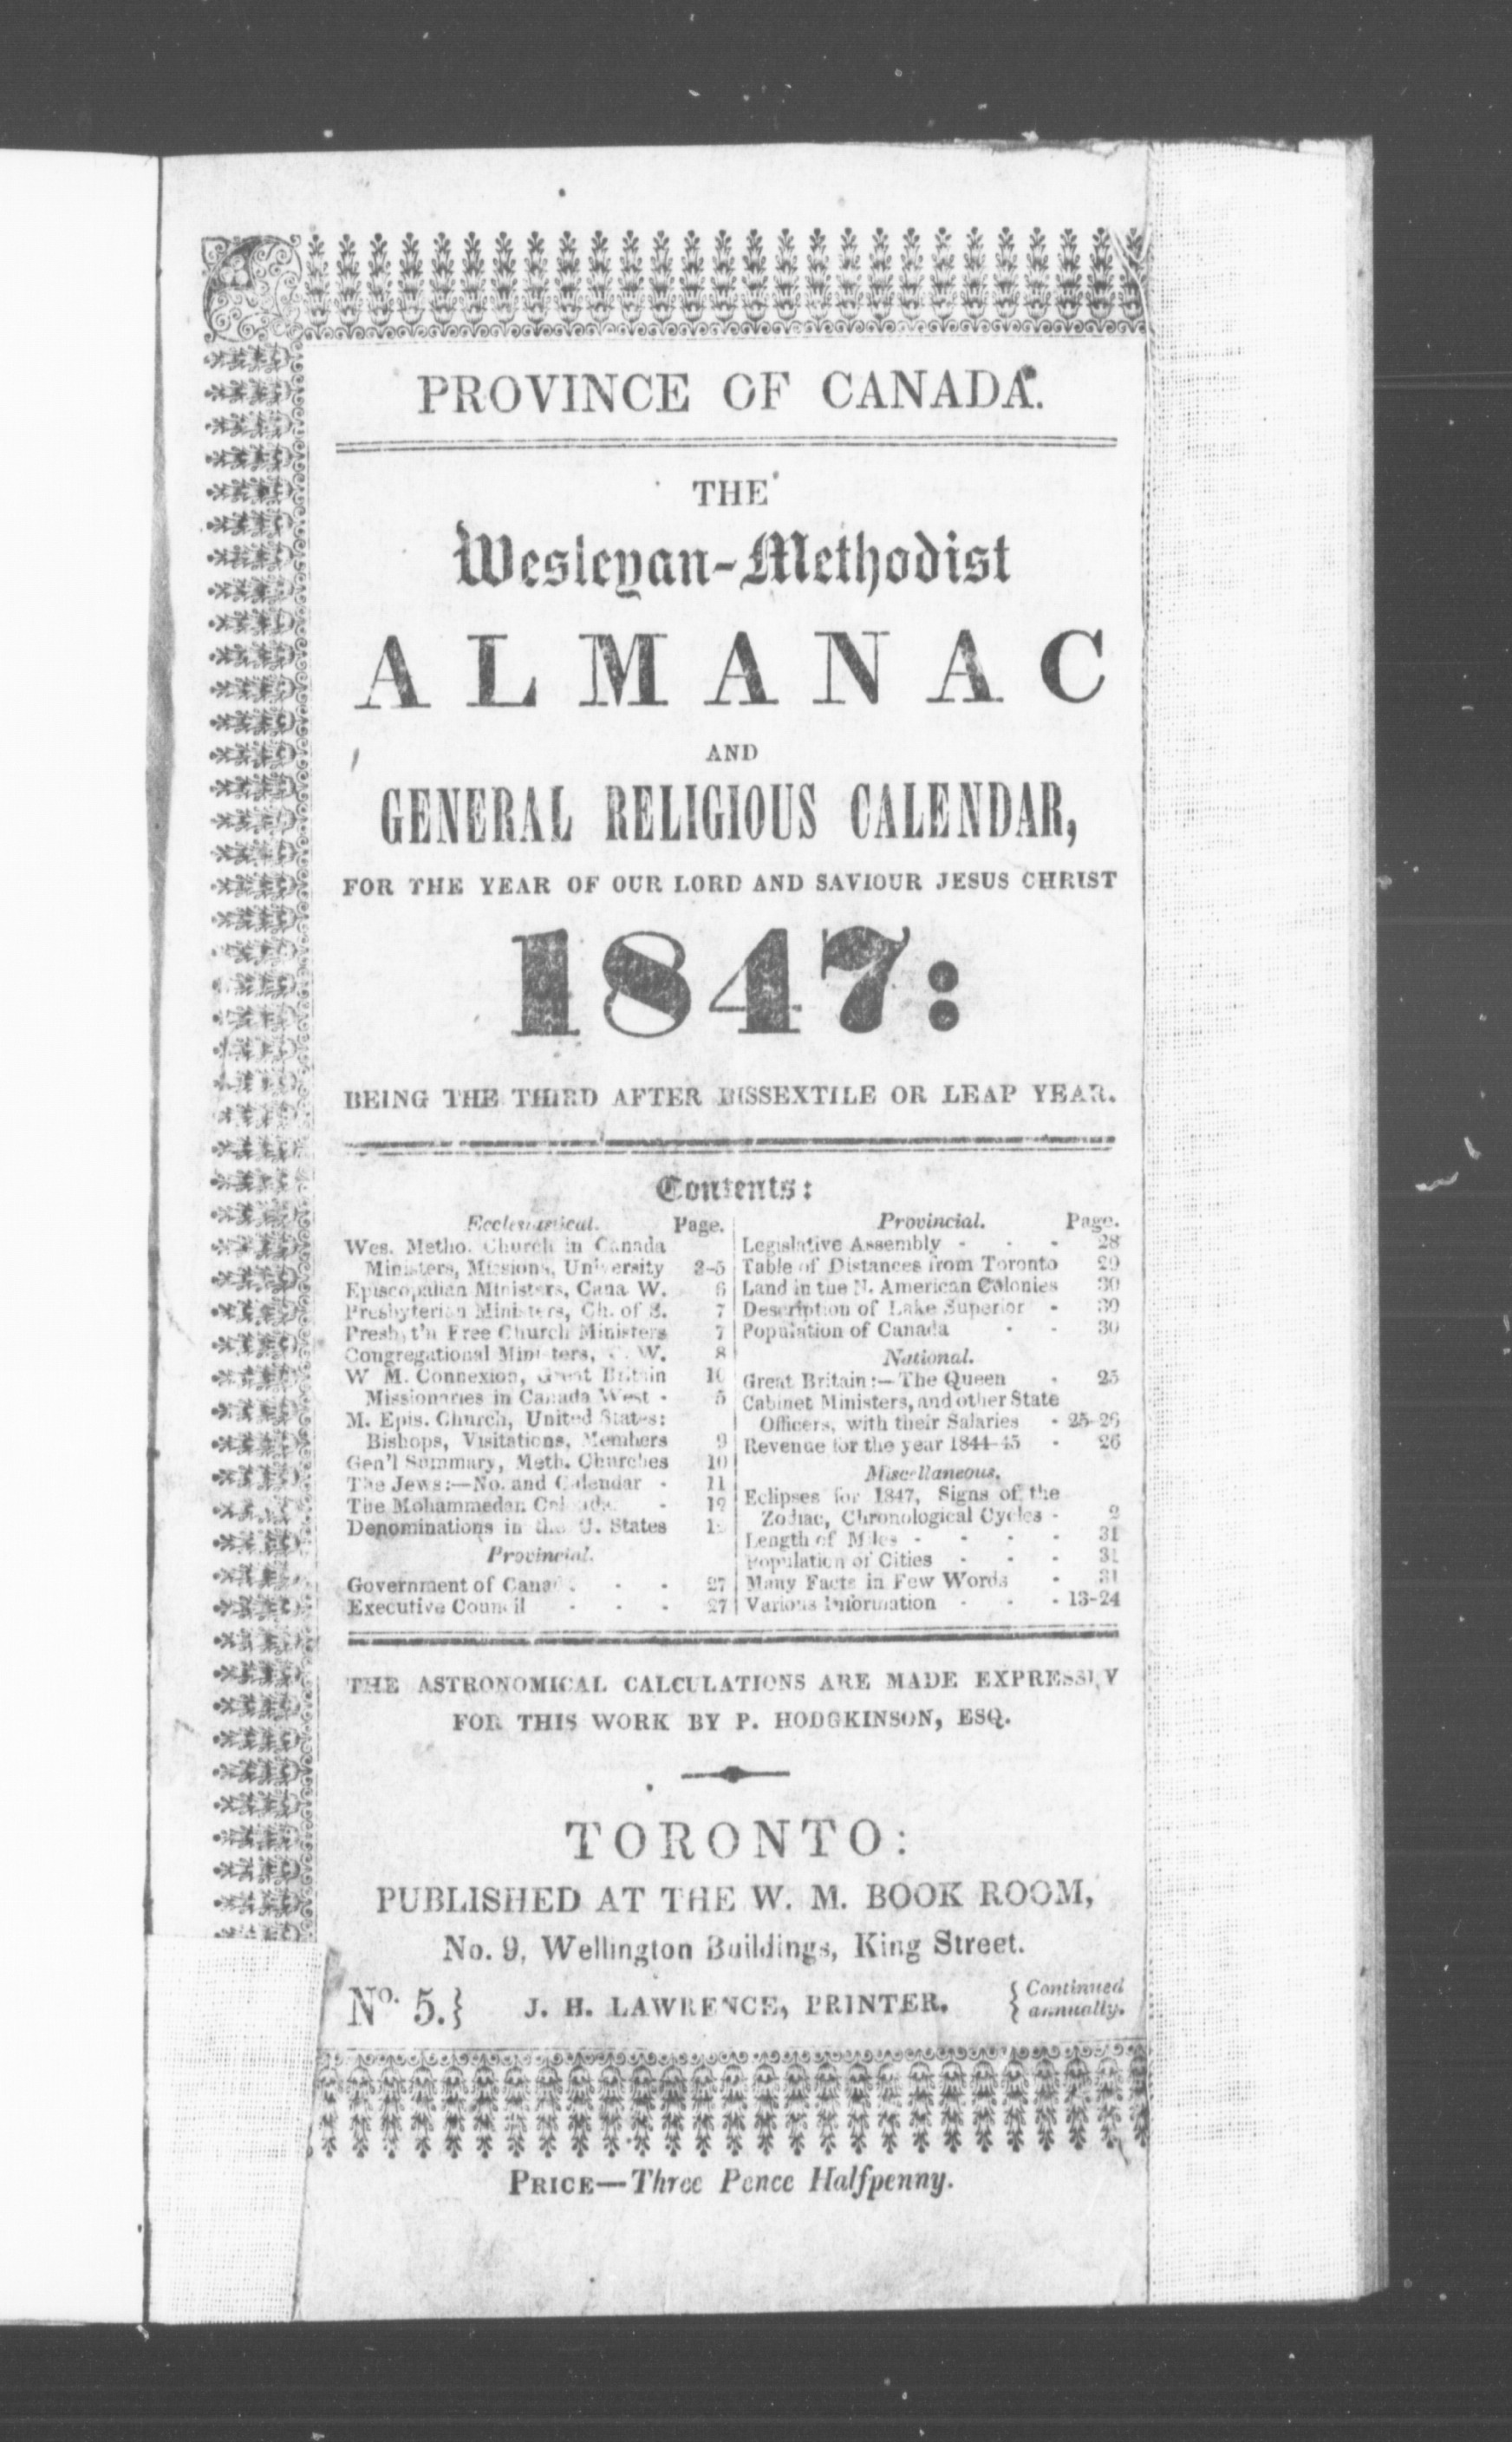 PROVINCE OF CANADA.
THE
Wesleyan-Methodist
ALMANAC
AND
GENERAL RELIGIOUS CALENDAR,
FOR THE YEAR OF OUR LORD AND SAVIOUR JESUS CHRIST
1847:
BEING THE THIRD AFTER BISSEXTILE OR LEAP YEAR.
Contents:
Ecclesiastical. Page.
Wes. Metho. Church in Canada
Ministers, Missions, University 3-5
Episcopalian Ministers, Cana W. 6
Presbyterian Ministers, Ch. of S. 7
Presbyt'n Free Church Ministers 7
Congregational Ministers, C. W. 8
W M. Connexion, Great Britain 10
Missionaries in Canada West - 5
M. Epis. Church, United States:
Bishops, Visitations, Members 9
Gen'l Summary, Meth. Churches 10
The Jews:—No. and Calendar - 11
The Mohammedan Calendar - 12
Denominations in the U. States
Provincial.
Government of Canada - - 27
Executive Council - - - 27
Provincial. Page.
Legislative Assembly - - - 28
Table of Distances from Toronto 29
Land in the N. American Colonies 30
Description of Lake Superior - 30
Population of Canada - - 30
National.
Great Britain:—The Queen - 25
Cabinet Ministers, and other State
Officers, with their Salaries - 25-26
Revenue for the year 1844-45 - 26
Miscellaneous.
Eclipses for 1847, Signs of the
Zodiac, Chronological Cycles - 2
Length of Miles - - - - 31
Population of Cities - - - 31
Many Facts in Few Words - 31
Various Information - - - 13-24
THE ASTRONOMICAL CALCULATIONS ARE MADE EXPRESSLY
FOR THIS WORK BY P. HODGKINSON, ESQ.
TORONTO:
PUBLISHED AT THE W. M. BOOK ROOM,
No. 9, Wellington Buildings, King Street.
No. 5.} J. H. LAWRENCE, PRINTER. { Continued annually.
PRICE—Three Pence Halfpenny.